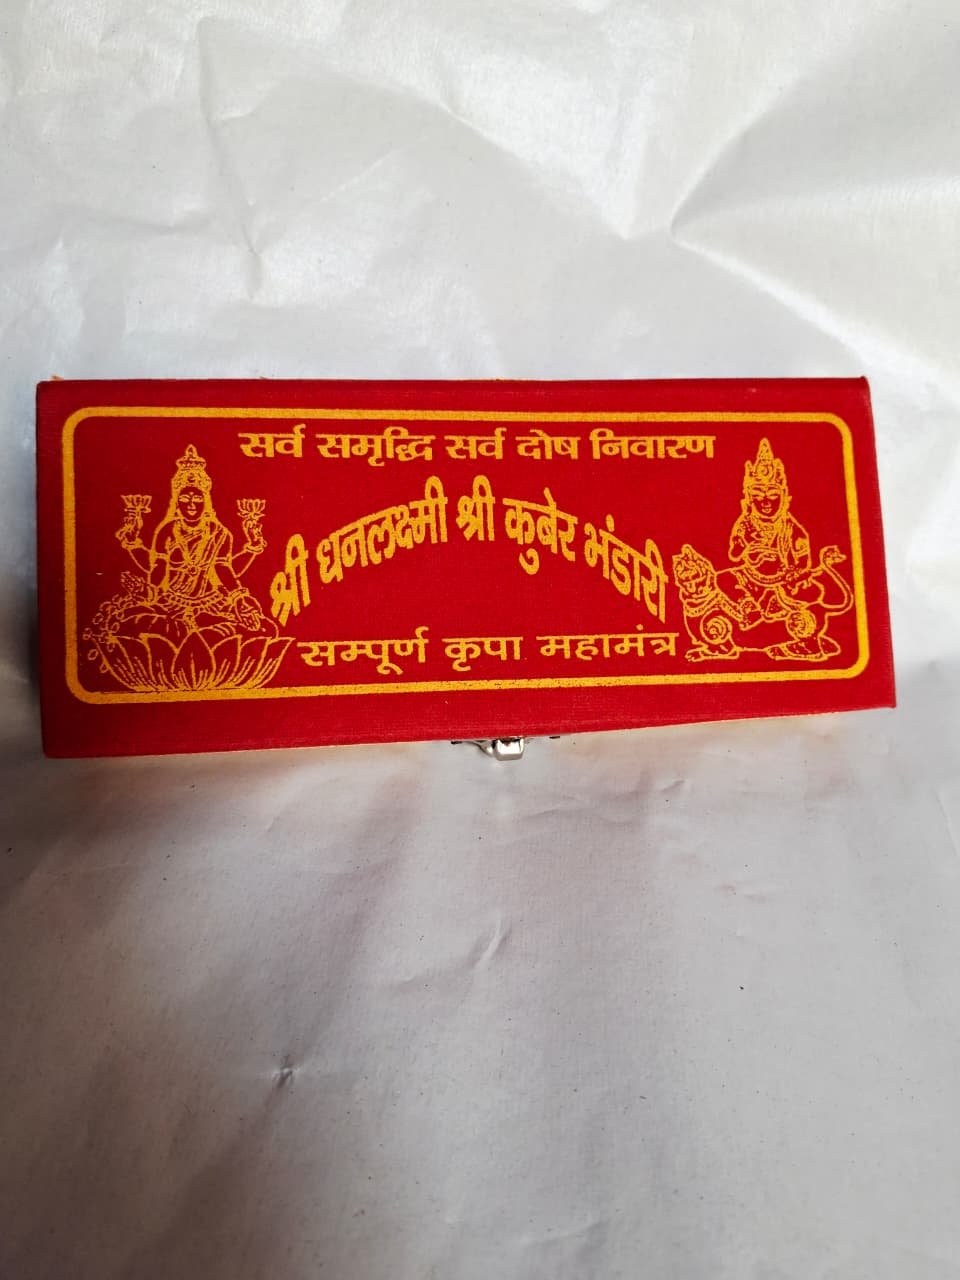 सर्व समृद्धि सर्व दोष निवारण
श्री धनलक्ष्मी श्री कुबेर भंडारी
सम्पूर्ण कृपा महामंत्र